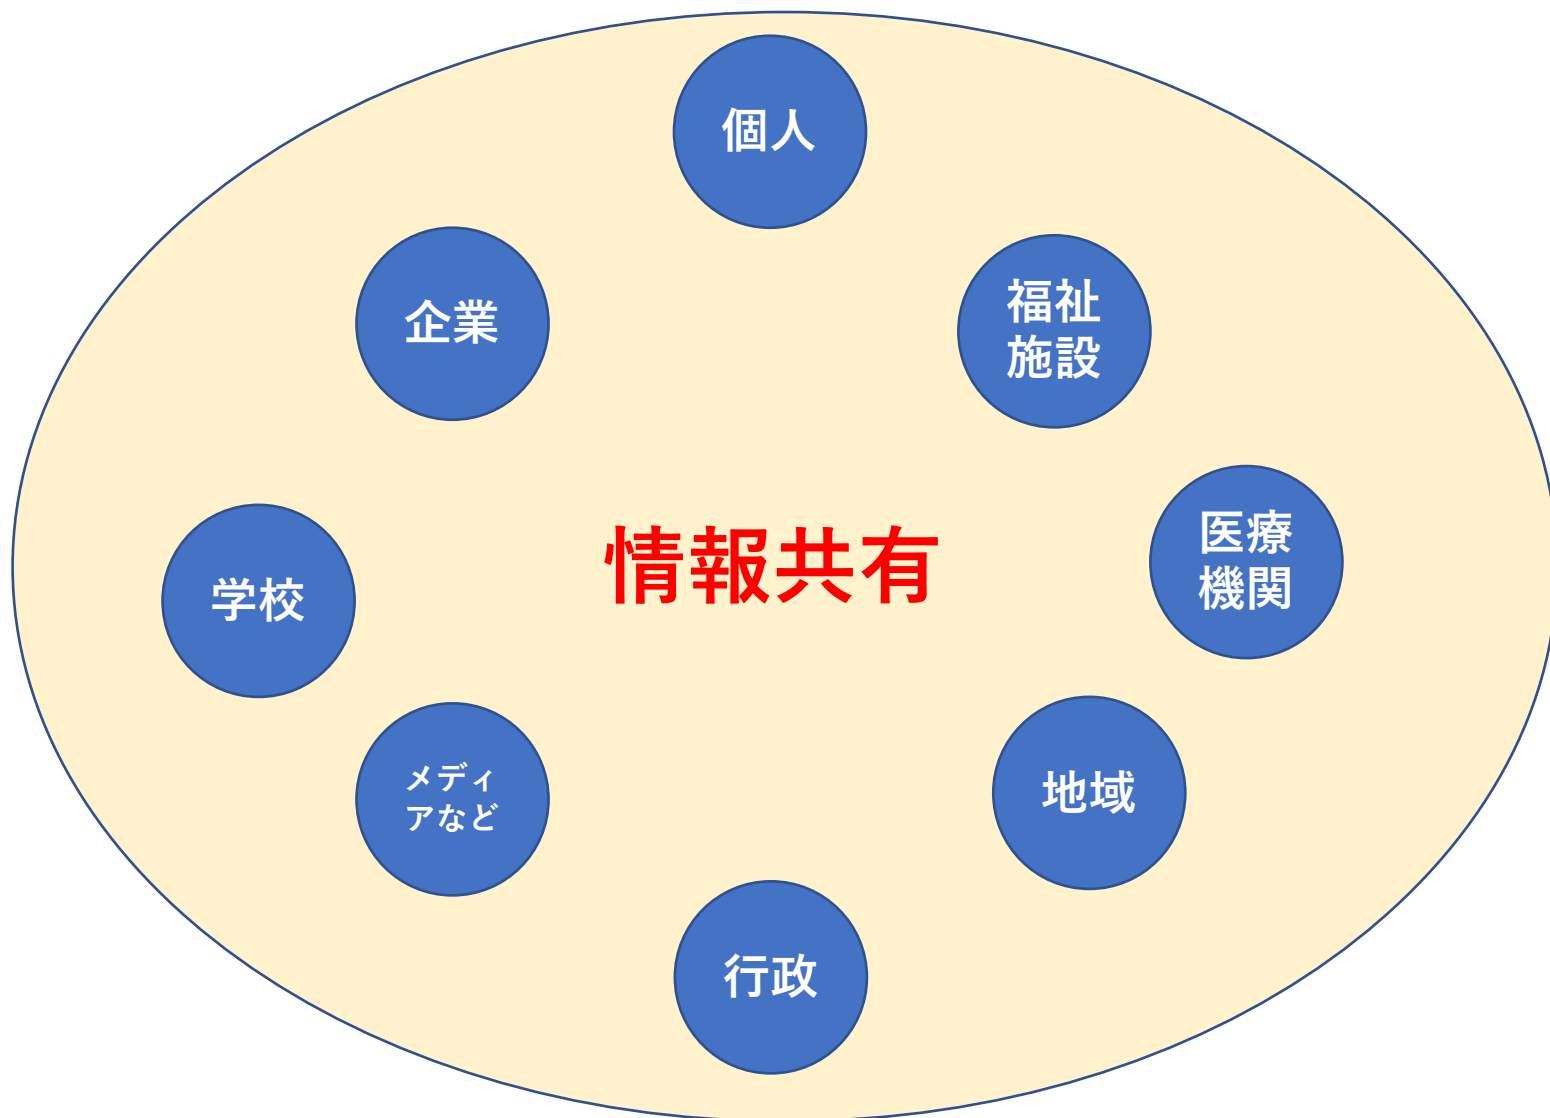 個人
企業
福祉
施設
情報共有
医療
機関
学校
メディ
アなど
地域
行政